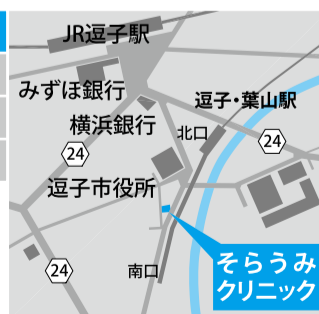 JR逗子駅
みずほ銀行
逗子・葉山駅
横浜銀行
北口
24
24
逗子市役所
24
南口
そらうみ
クリニック